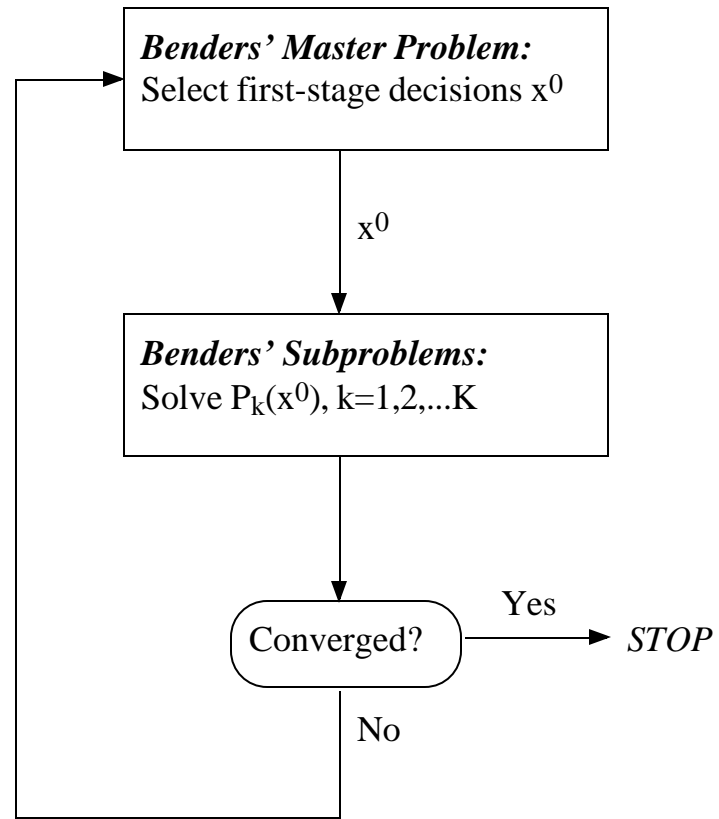 Benders’ Master Problem:
Select first-stage decisions x⁰
x⁰
Benders’ Subproblems:
Solve Pₖ(x⁰), k=1,2,...K
Converged?
Yes
STOP
No